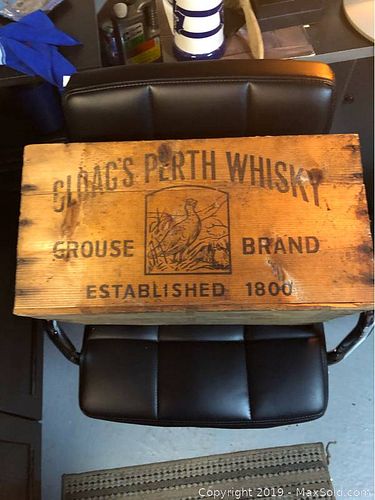 GLOAG'S PERTH WHISKY
GROUSE BRAND
ESTABLISHED 1800
Copyright © 2019 - MaxSold.com